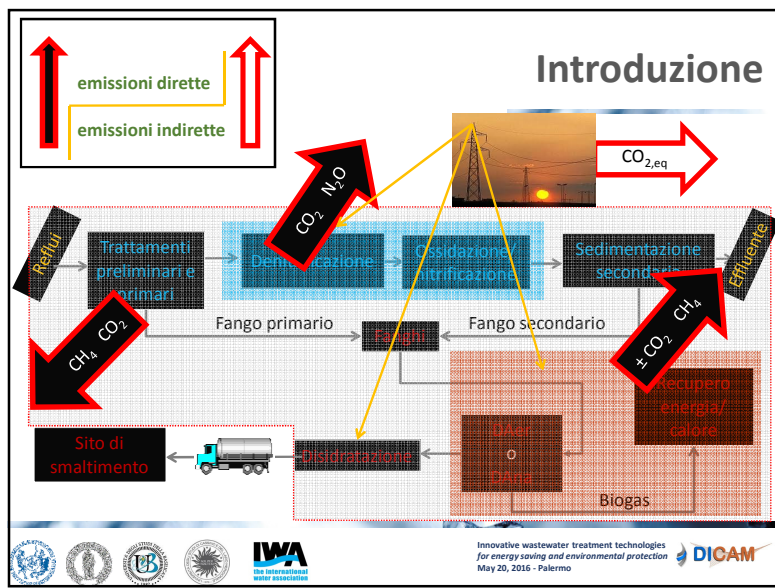 Introduzione
emissioni dirette
emissioni indirette
CO2,eq
CO2 N2O
Reflui
Trattamenti
preliminari e
primari
Denitrificazione
Ossidazione
nitrificazione
Sedimentazione
secondaria
Effluente
CH4 CO2
± CO2 CH4
Fango primario
Fanghi
Fango secondario
Recupero
energia/
calore
Sito di
smaltimento
Disidratazione
DAer
o
DAna
Biogas
IWA
the international
water association
Innovative wastewater treatment technologies
for energy saving and environmental protection
May 20, 2016 - Palermo
DICAM